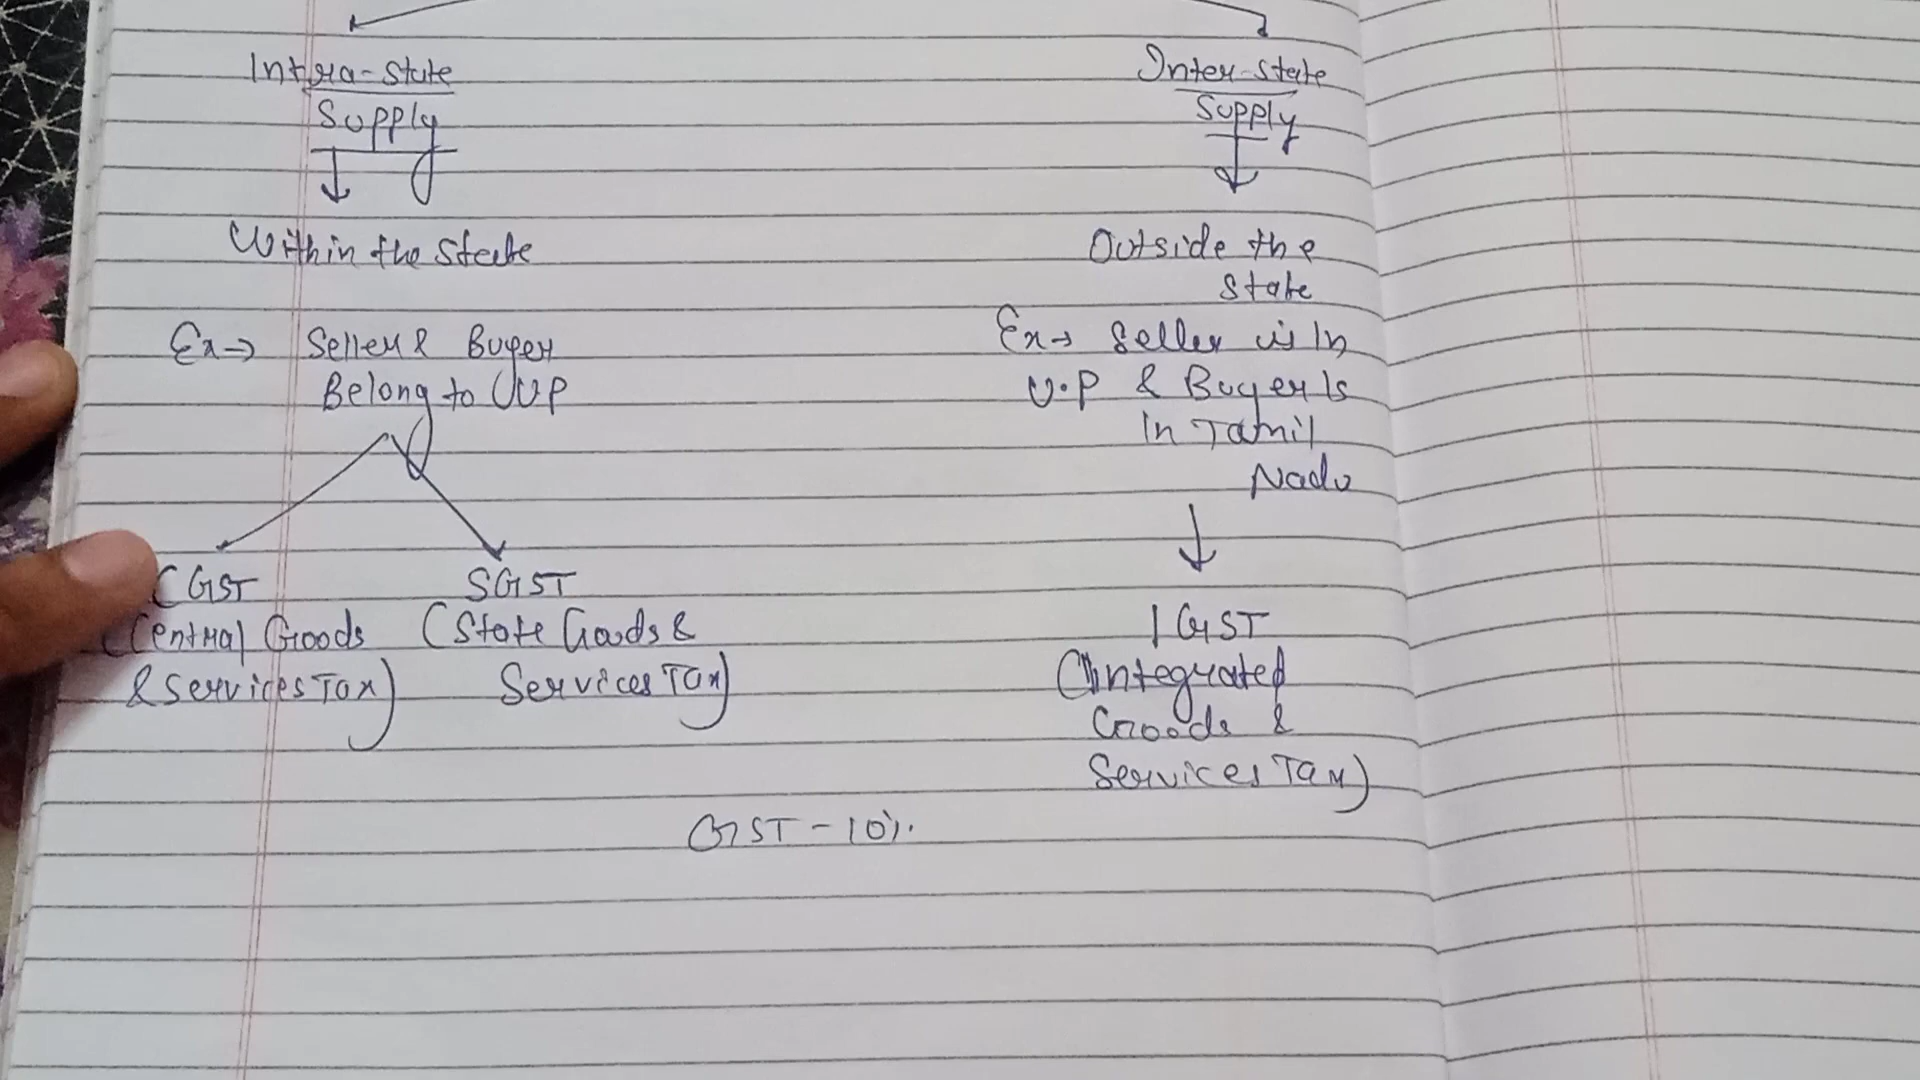 Intra-State
Supply
Within the State
Ex→ Seller & Buyer
Belong to UP
CGST
(Central Goods
& Services Tax)
SGST
(State Goods &
Services Tax)
Inter-State
Supply
Outside the
State
Ex→ Seller is In
U.P & Buyer Is
In Tamil
Nadu
IGST
(Integrated
Goods &
Services Tax)
GST - 10%